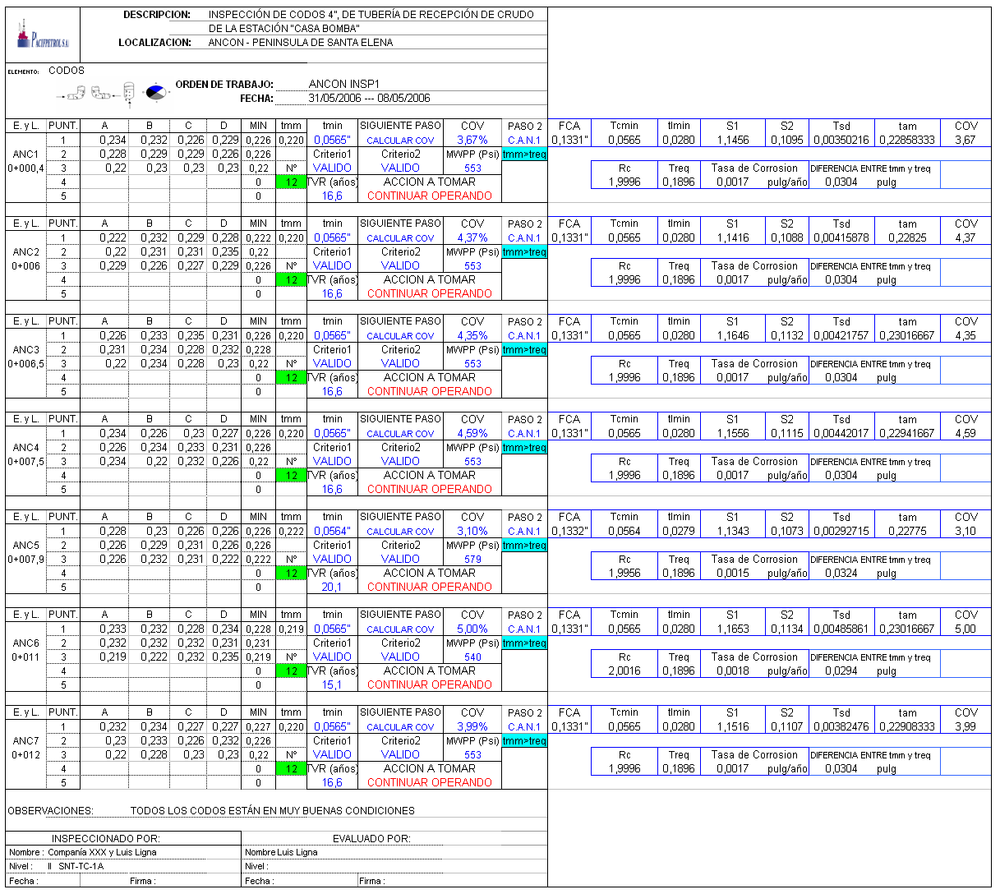 PACIFPETROL S.A.
DESCRIPCION: INSPECCIÓN DE CODOS 4", DE TUBERÍA DE RECEPCIÓN DE CRUDO
DE LA ESTACIÓN "CASA BOMBA"
LOCALIZACION: ANCON - PENINSULA DE SANTA ELENA
ELEMENTO: CODOS
ORDEN DE TRABAJO: ANCON INSP1
FECHA: 31/05/2006 --- 08/05/2006
E. y L. PUNT. A B C D MIN tmm tmin SIGUIENTE PASO COV PASO 2 FCA Tcmin tlmin S1 S2 Tsd tam COV
1 0,234 0,232 0,226 0,229 0,226 0,220 0,0565" CALCULAR COV 3,67% C.A.N.1 0,1331" 0,0565 0,0280 1,1456 0,1095 0,00350216 0,22858333 3,67
ANC1 2 0,228 0,229 0,229 0,226 0,226 Criterio1 Criterio2 MWPP (Psi) tmm>treq
0+000,4 3 0,22 0,23 0,23 0,23 0,22 Nº VALIDO VALIDO 553 Rc Treq Tasa de Corrosion DIFERENCIA ENTRE tmm y treq
4 0 12 TVR (años) ACCION A TOMAR 1,9996 0,1896 0,0017 pulg/año 0,0304 pulg
5 0 16,6 CONTINUAR OPERANDO
E. y L. PUNT. A B C D MIN tmm tmin SIGUIENTE PASO COV PASO 2 FCA Tcmin tlmin S1 S2 Tsd tam COV
1 0,222 0,232 0,229 0,228 0,222 0,220 0,0565" CALCULAR COV 4,37% C.A.N.1 0,1331" 0,0565 0,0280 1,1416 0,1088 0,00415878 0,22825 4,37
ANC2 2 0,22 0,231 0,231 0,235 0,22 Criterio1 Criterio2 MWPP (Psi) tmm>treq
0+006 3 0,229 0,226 0,227 0,229 0,226 Nº VALIDO VALIDO 553 Rc Treq Tasa de Corrosion DIFERENCIA ENTRE tmm y treq
4 0 12 TVR (años) ACCION A TOMAR 1,9996 0,1896 0,0017 pulg/año 0,0304 pulg
5 0 16,6 CONTINUAR OPERANDO
E. y L. PUNT. A B C D MIN tmm tmin SIGUIENTE PASO COV PASO 2 FCA Tcmin tlmin S1 S2 Tsd tam COV
1 0,226 0,233 0,235 0,231 0,226 0,220 0,0565" CALCULAR COV 4,35% C.A.N.1 0,1331" 0,0565 0,0280 1,1646 0,1132 0,00421757 0,23016667 4,35
ANC3 2 0,231 0,234 0,228 0,232 0,228 Criterio1 Criterio2 MWPP (Psi) tmm>treq
0+006,5 3 0,22 0,234 0,228 0,23 0,22 Nº VALIDO VALIDO 553 Rc Treq Tasa de Corrosion DIFERENCIA ENTRE tmm y treq
4 0 12 TVR (años) ACCION A TOMAR 1,9996 0,1896 0,0017 pulg/año 0,0304 pulg
5 0 16,6 CONTINUAR OPERANDO
E. y L. PUNT. A B C D MIN tmm tmin SIGUIENTE PASO COV PASO 2 FCA Tcmin tlmin S1 S2 Tsd tam COV
1 0,234 0,226 0,23 0,227 0,226 0,220 0,0565" CALCULAR COV 4,59% C.A.N.1 0,1331" 0,0565 0,0280 1,1556 0,1115 0,00442017 0,22941667 4,59
ANC4 2 0,226 0,234 0,233 0,231 0,226 Criterio1 Criterio2 MWPP (Psi) tmm>treq
0+007,5 3 0,234 0,22 0,232 0,226 0,22 Nº VALIDO VALIDO 553 Rc Treq Tasa de Corrosion DIFERENCIA ENTRE tmm y treq
4 0 12 TVR (años) ACCION A TOMAR 1,9996 0,1896 0,0017 pulg/año 0,0304 pulg
5 0 16,6 CONTINUAR OPERANDO
E. y L. PUNT. A B C D MIN tmm tmin SIGUIENTE PASO COV PASO 2 FCA Tcmin tlmin S1 S2 Tsd tam COV
1 0,228 0,23 0,226 0,226 0,226 0,222 0,0564" CALCULAR COV 3,10% C.A.N.1 0,1332" 0,0564 0,0279 1,1343 0,1073 0,00292715 0,22775 3,10
ANC5 2 0,226 0,229 0,231 0,226 0,226 Criterio1 Criterio2 MWPP (Psi) tmm>treq
0+007,9 3 0,226 0,232 0,231 0,222 0,222 Nº VALIDO VALIDO 579 Rc Treq Tasa de Corrosion DIFERENCIA ENTRE tmm y treq
4 0 12 TVR (años) ACCION A TOMAR 1,9956 0,1896 0,0015 pulg/año 0,0324 pulg
5 0 20,1 CONTINUAR OPERANDO
E. y L. PUNT. A B C D MIN tmm tmin SIGUIENTE PASO COV PASO 2 FCA Tcmin tlmin S1 S2 Tsd tam COV
1 0,233 0,232 0,228 0,234 0,228 0,219 0,0565" CALCULAR COV 5,00% C.A.N.1 0,1331" 0,0565 0,0280 1,1653 0,1134 0,00485861 0,23016667 5,00
ANC6 2 0,232 0,232 0,232 0,231 0,231 Criterio1 Criterio2 MWPP (Psi) tmm>treq
0+011 3 0,219 0,222 0,232 0,235 0,219 Nº VALIDO VALIDO 540 Rc Treq Tasa de Corrosion DIFERENCIA ENTRE tmm y treq
4 0 12 TVR (años) ACCION A TOMAR 2,0016 0,1896 0,0018 pulg/año 0,0294 pulg
5 0 15,1 CONTINUAR OPERANDO
E. y L. PUNT. A B C D MIN tmm tmin SIGUIENTE PASO COV PASO 2 FCA Tcmin tlmin S1 S2 Tsd tam COV
1 0,232 0,234 0,227 0,227 0,227 0,220 0,0565" CALCULAR COV 3,99% C.A.N.1 0,1331" 0,0565 0,0280 1,1516 0,1107 0,00382476 0,22908333 3,99
ANC7 2 0,23 0,233 0,226 0,232 0,226 Criterio1 Criterio2 MWPP (Psi) tmm>treq
0+012 3 0,22 0,228 0,23 0,23 0,22 Nº VALIDO VALIDO 553 Rc Treq Tasa de Corrosion DIFERENCIA ENTRE tmm y treq
4 0 12 TVR (años) ACCION A TOMAR 1,9996 0,1896 0,0017 pulg/año 0,0304 pulg
5 0 16,6 CONTINUAR OPERANDO
OBSERVACIONES: TODOS LOS CODOS ESTÁN EN MUY BUENAS CONDICIONES
INSPECCIONADO POR: EVALUADO POR:
Nombre : Companía XXX y Luis Ligna Nombre Luis Ligna
Nivel : II SNT-TC-1A Nivel :
Fecha : Firma : Fecha : Firma :